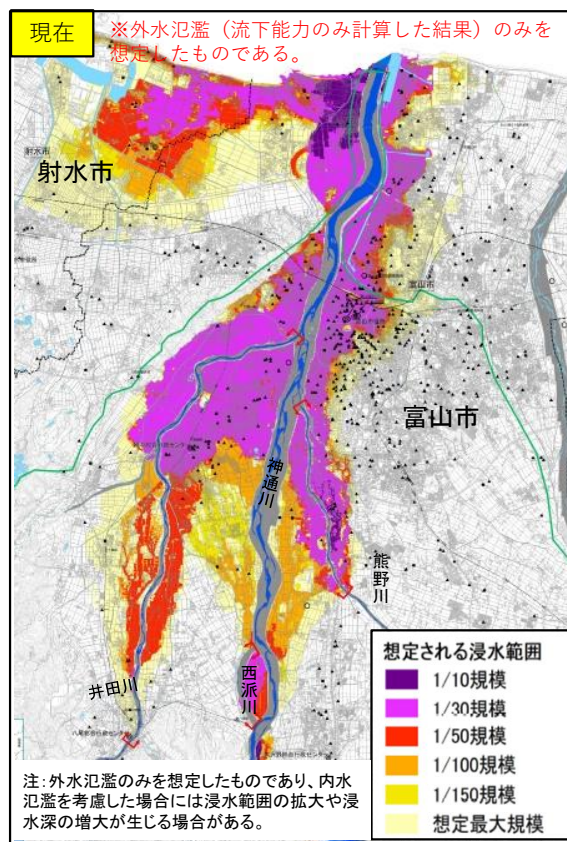 現在
※外水氾濫（流下能力のみ計算した結果）のみを
想定したものである。
射水市
射水市
富山市
富山市
神通川
熊野川
西派川
井田川
想定される浸水範囲
1/10規模
1/30規模
1/50規模
1/100規模
1/150規模
想定最大規模
注：外水氾濫のみを想定したものであり、内水
氾濫を考慮した場合には浸水範囲の拡大や浸
水深の増大が生じる場合がある。